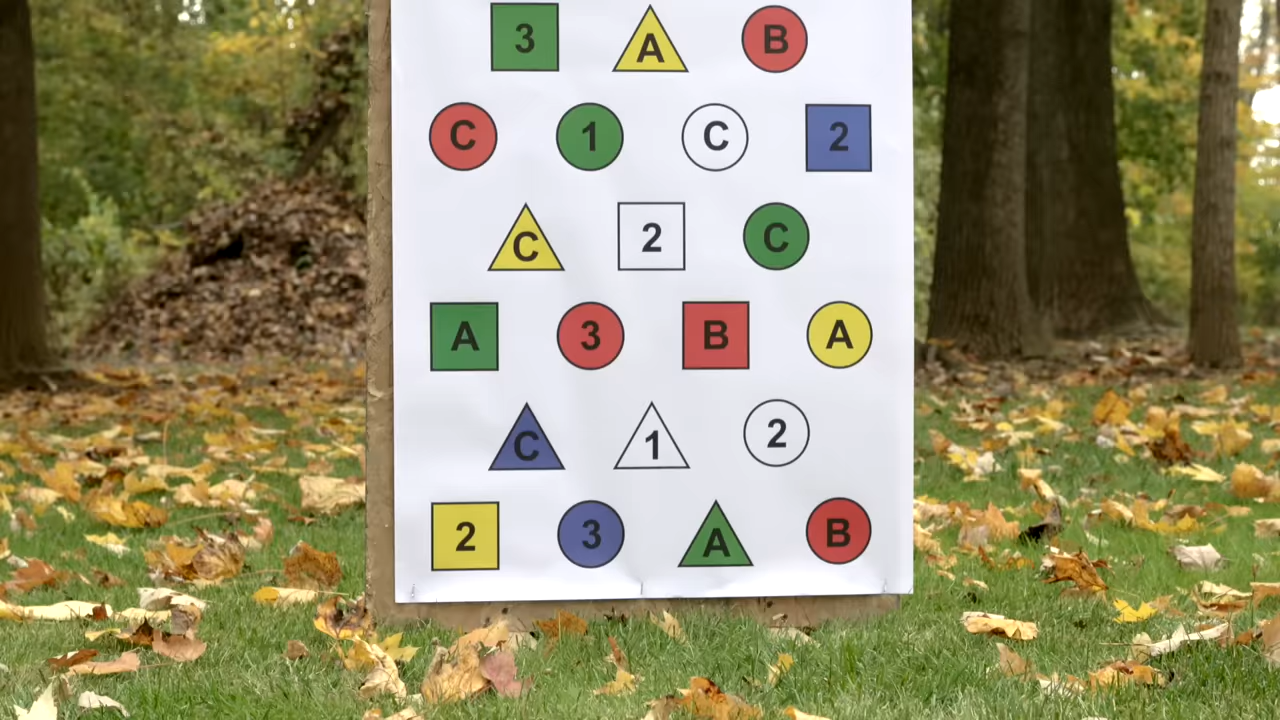 3 A B
C 1 C 2
C 2 C
A 3 B A
C 1 2
2 3 A B